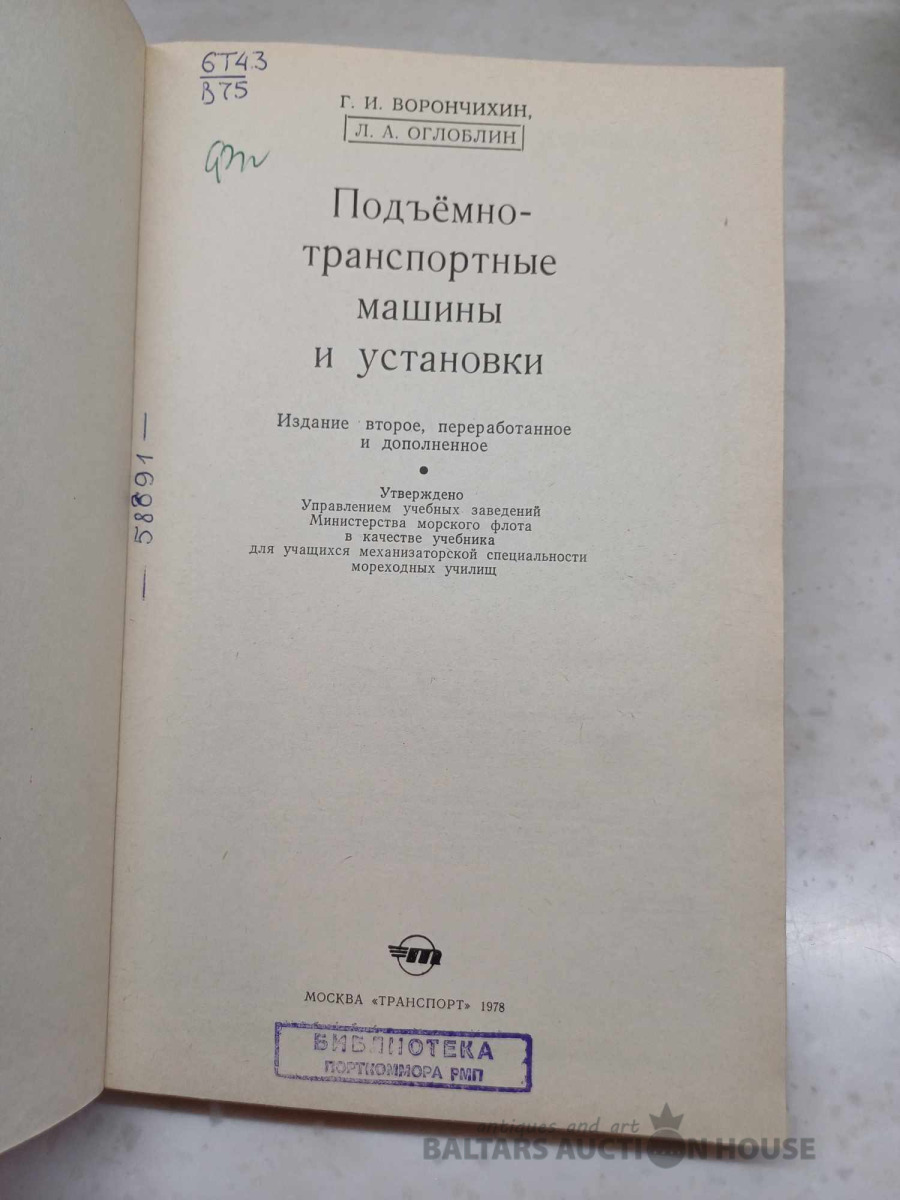 6Т4.3
В75
Г. И. ВОРОНЧИХИН,
Л. А. ОГЛОБЛИН
Подъёмно-
транспортные
машины
и установки
Издание второе, переработанное
и дополненное
Утверждено
Управлением учебных заведений
Министерства морского флота
в качестве учебника
для учащихся механизаторской специальности
мореходных училищ
— 58891 —
МОСКВА «ТРАНСПОРТ» 1978
БИБЛИОТЕКА
ПОРТКОММОРА РМП
antiques and art
BALTARS AUCTION HOUSE